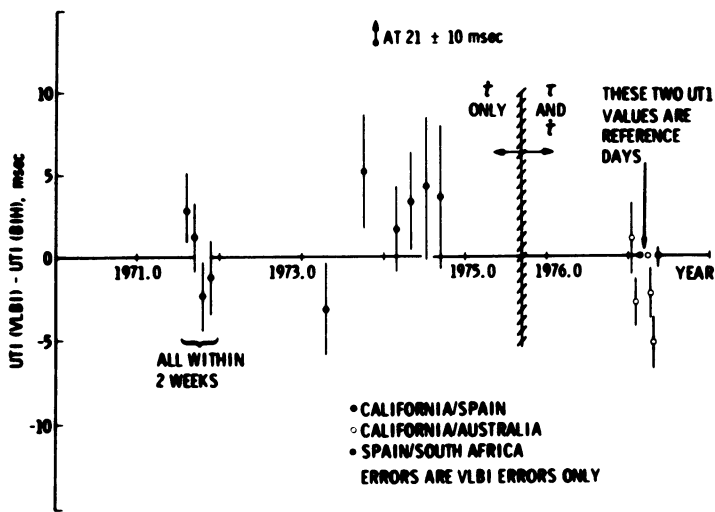 AT 21 ± 10 msec
10
5
0
-5
-10
UTI (VLBI) - UTI (BIH), msec
ṫ ONLY
τ AND ṫ
THESE TWO UT1
VALUES ARE
REFERENCE
DAYS
1971.0
1973.0
1975.0
1976.0
YEAR
ALL WITHIN
2 WEEKS
• CALIFORNIA/SPAIN
○ CALIFORNIA/AUSTRALIA
• SPAIN/SOUTH AFRICA
ERRORS ARE VLBI ERRORS ONLY